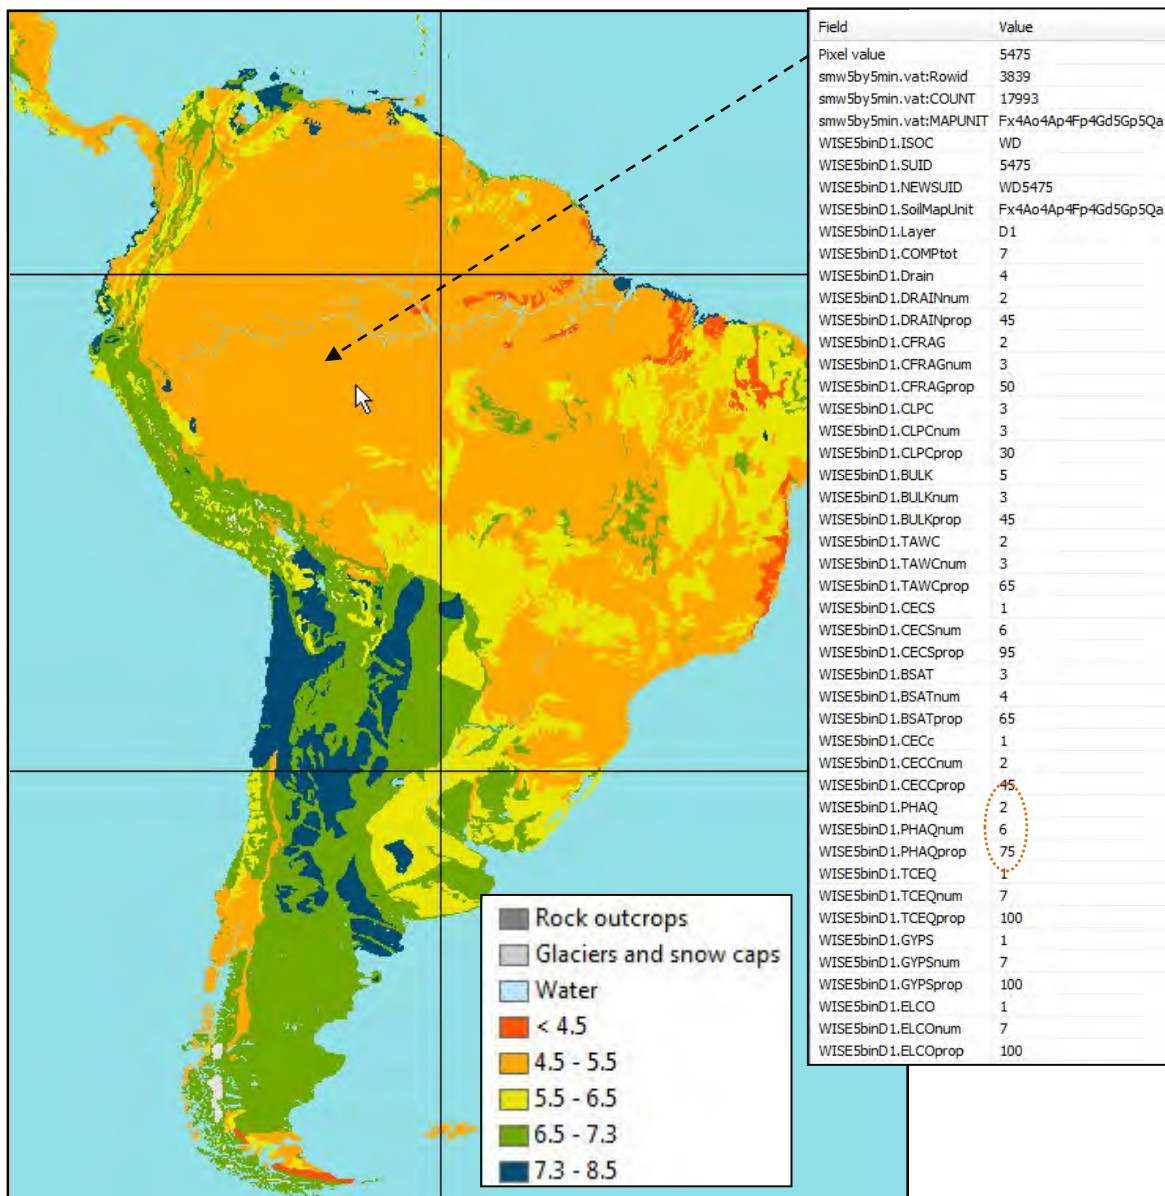 Field Value
Pixel value 5475
smw5by5min.vat:Rowid 3839
smw5by5min.vat:COUNT 17993
smw5by5min.vat:MAPUNIT Fx4Ao4Ap4Fp4Gd5Gp5Qa
WISE5binD1.ISOC WD
WISE5binD1.SUID 5475
WISE5binD1.NEWSUID WD5475
WISE5binD1.SoilMapUnit Fx4Ao4Ap4Fp4Gd5Gp5Qa
WISE5binD1.Layer D1
WISE5binD1.COMPtot 7
WISE5binD1.Drain 4
WISE5binD1.DRAINnum 2
WISE5binD1.DRAINprop 45
WISE5binD1.CFRAG 2
WISE5binD1.CFRAGnum 3
WISE5binD1.CFRAGprop 50
WISE5binD1.CLPC 3
WISE5binD1.CLPCnum 3
WISE5binD1.CLPCprop 30
WISE5binD1.BULK 5
WISE5binD1.BULKnum 3
WISE5binD1.BULKprop 45
WISE5binD1.TAWC 2
WISE5binD1.TAWCnum 3
WISE5binD1.TAWCprop 65
WISE5binD1.CECS 1
WISE5binD1.CECSnum 6
WISE5binD1.CECSprop 95
WISE5binD1.BSAT 3
WISE5binD1.BSATnum 4
WISE5binD1.BSATprop 65
WISE5binD1.CECc 1
WISE5binD1.CECCnum 2
WISE5binD1.CECCprop 45
WISE5binD1.PHAQ 2
WISE5binD1.PHAQnum 6
WISE5binD1.PHAQprop 75
WISE5binD1.TCEQ 1
WISE5binD1.TCEQnum 7
WISE5binD1.TCEQprop 100
WISE5binD1.GYPS 1
WISE5binD1.GYPSnum 7
WISE5binD1.GYPSprop 100
WISE5binD1.ELCO 1
WISE5binD1.ELCOnum 7
WISE5binD1.ELCOprop 100
Rock outcrops
Glaciers and snow caps
Water
< 4.5
4.5 - 5.5
5.5 - 6.5
6.5 - 7.3
7.3 - 8.5